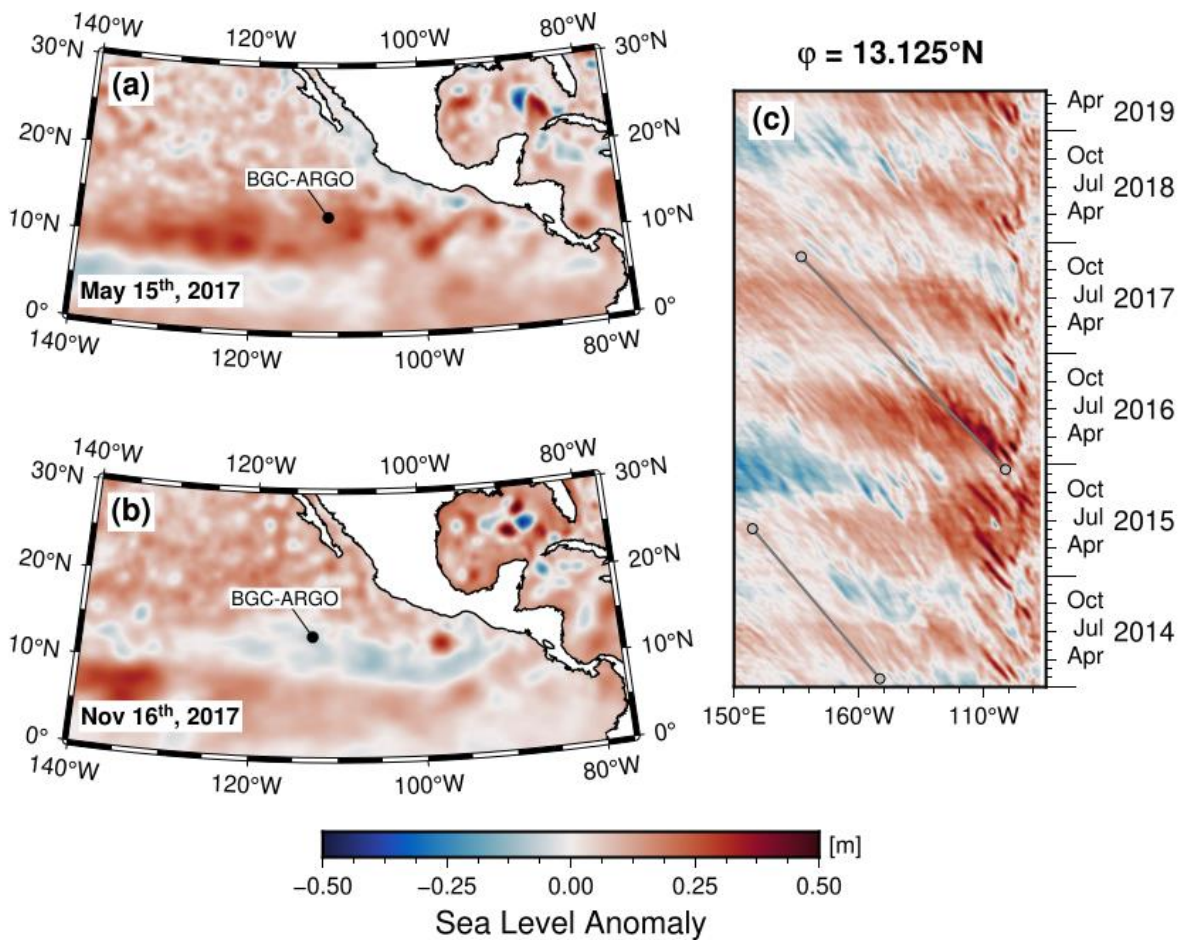 140°W
120°W
100°W
80°W
30°N
30°N
(a)
20°N
20°N
BGC-ARGO
10°N
10°N
May 15th, 2017
0°
0°
140°W
120°W
100°W
80°W
140°W
120°W
100°W
80°W
30°N
30°N
(b)
20°N
20°N
BGC-ARGO
10°N
10°N
Nov 16th, 2017
0°
0°
140°W
120°W
100°W
80°W
φ = 13.125°N
(c)
Apr 2019
Oct
Jul 2018
Apr
Oct
Jul 2017
Apr
Oct
Jul 2016
Apr
Oct
Jul 2015
Apr
Oct
Jul 2014
Apr
150°E 160°W 110°W
[m]
−0.50 −0.25 0.00 0.25 0.50
Sea Level Anomaly